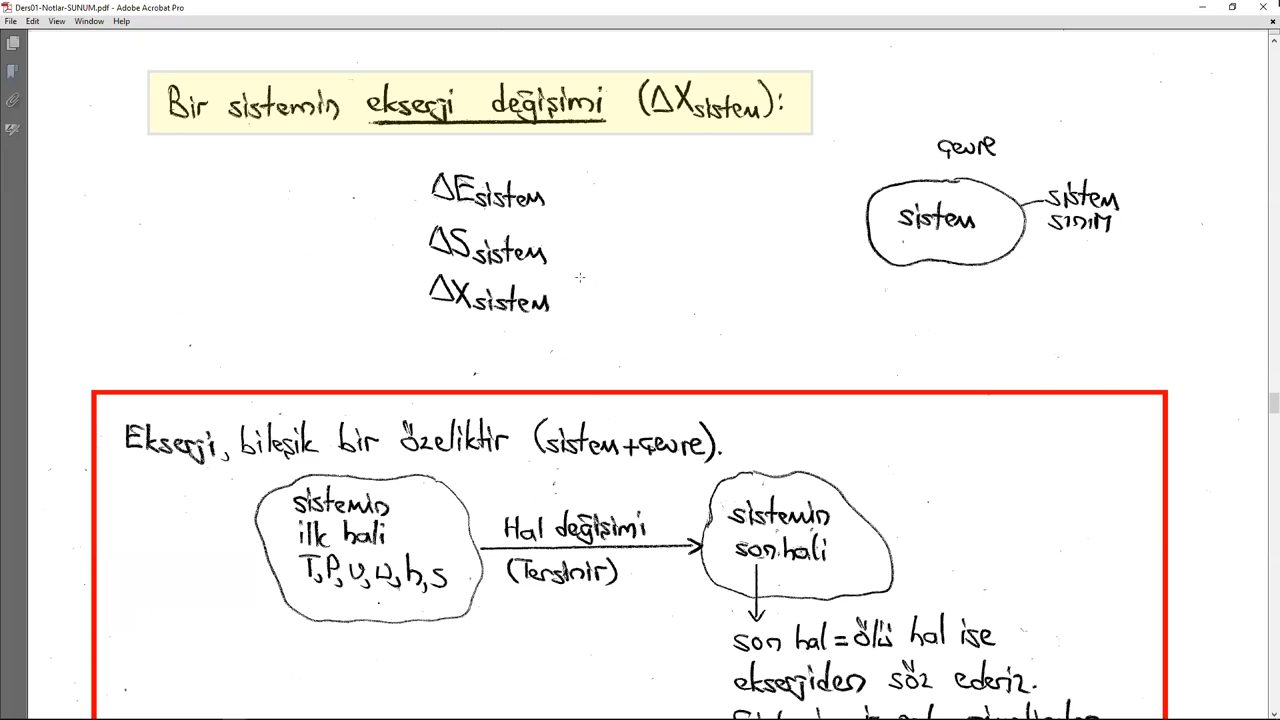 Ders01-Notlar-SUNUM.pdf - Adobe Acrobat Pro
File Edit View Window Help
Bir sistemin ekserji değişimi (ΔXsistem):
çevre
ΔEsistem
sistem
sistem
sınırı
ΔSsistem
ΔXsistem
Ekserji, bileşik bir özeliktir (sistem+çevre).
sistemin
ilk hali
T, P, υ, u, h, s
Hal değişimi
(Tersinir)
sistemin
son hali
son hal = ölü hal ise
ekserjiden söz ederiz.